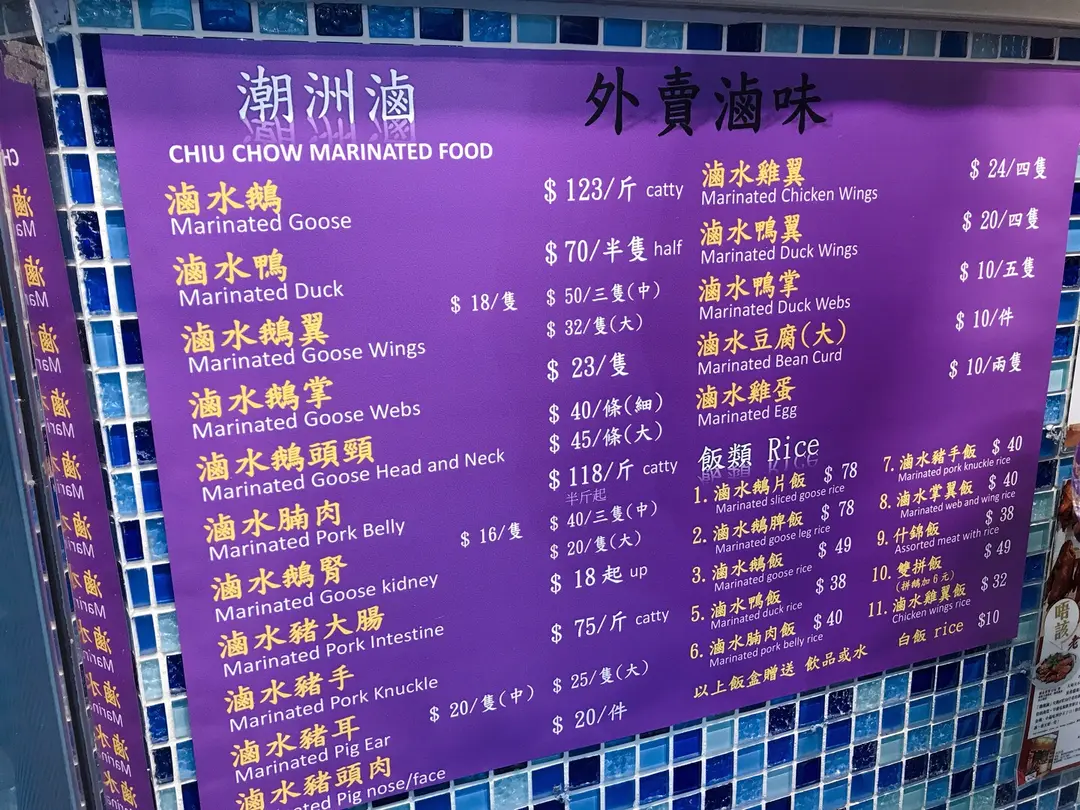 潮洲滷
CHIU CHOW MARINATED FOOD
滷水鵝 $ 123/斤 catty
Marinated Goose
滷水鴨 $ 70/半隻 half
Marinated Duck
$ 18/隻 $ 50/三隻(中)
滷水鵝翼 $ 32/隻(大)
Marinated Goose Wings
滷水鵝掌 $ 23/隻
Marinated Goose Webs
滷水鵝頭頸 $ 40/條(細)
Marinated Goose Head and Neck $ 45/條(大)
滷水腩肉 $ 118/斤 catty
Marinated Pork Belly 半斤起
$ 16/隻 $ 40/三隻(中)
滷水鵝腎 $ 20/隻(大)
Marinated Goose kidney
滷水豬大腸 $ 18起 up
Marinated Pork Intestine
滷水豬手 $ 75/斤 catty
Marinated Pork Knuckle
滷水豬耳 $ 20/隻(中) $ 25/隻(大)
Marinated Pig Ear
滷水豬頭肉 $ 20/件
Pig nose/face
外賣滷味
滷水雞翼 $ 24/四隻
Marinated Chicken Wings
滷水鴨翼 $ 20/四隻
Marinated Duck Wings
滷水鴨掌 $ 10/五隻
Marinated Duck Webs
滷水豆腐(大) $ 10/件
Marinated Bean Curd
滷水雞蛋 $ 10/兩隻
Marinated Egg
飯類 Rice
1. 滷水鵝片飯 $ 78
Marinated sliced goose rice
2. 滷水鵝脾飯 $ 78
Marinated goose leg rice
3. 滷水鵝飯 $ 49
Marinated goose rice
5. 滷水鴨飯 $ 38
Marinated duck rice
6. 滷水腩肉飯 $ 40
Marinated pork belly rice
7. 滷水豬手飯 $ 40
Marinated pork knuckle rice
8. 滷水掌翼飯 $ 40
Marinated web and wing rice
9. 什錦飯 $ 38
Assorted meat with rice
10. 雙拼飯 $ 49
(拼鵝加6元)
11. 滷水雞翼飯 $ 32
Chicken wings rice
白飯 rice $10
以上飯盒贈送 飲品或水